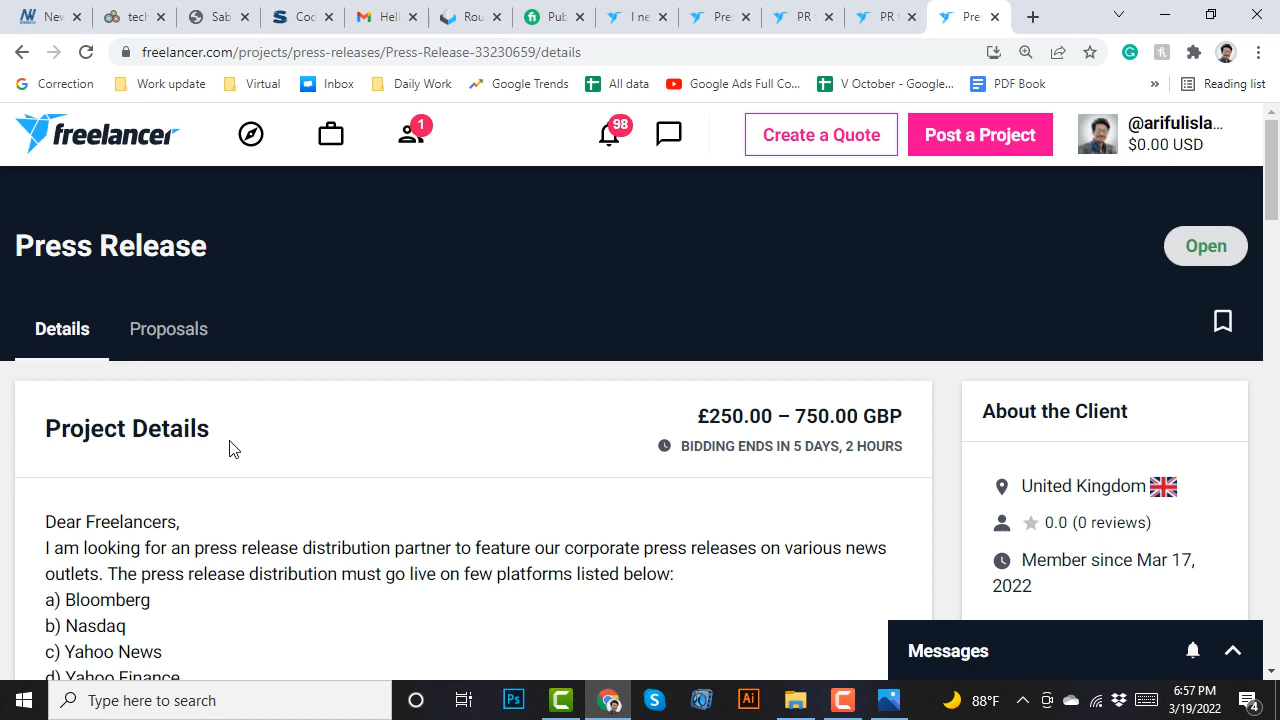 New
tech
Sab
Coc
Hell
Rou
Pub
I ne
Pre
PR t
PR t
Pre
freelancer.com/projects/press-releases/Press-Release-33230659/details
Correction
Work update
Virtual
Inbox
Daily Work
Google Trends
All data
Google Ads Full Co...
V October - Google...
PDF Book
»
Reading list
freelancer
1
98
Create a Quote
Post a Project
@arifulisla...
$0.00 USD
Press Release
Open
Details
Proposals
Project Details
£250.00 – 750.00 GBP
BIDDING ENDS IN 5 DAYS, 2 HOURS
Dear Freelancers,
I am looking for an press release distribution partner to feature our corporate press releases on various news
outlets. The press release distribution must go live on few platforms listed below:
a) Bloomberg
b) Nasdaq
c) Yahoo News
d) Yahoo Finance
About the Client
United Kingdom
0.0 (0 reviews)
Member since Mar 17,
2022
Messages
Type here to search
88°F
6:57 PM
3/19/2022
4